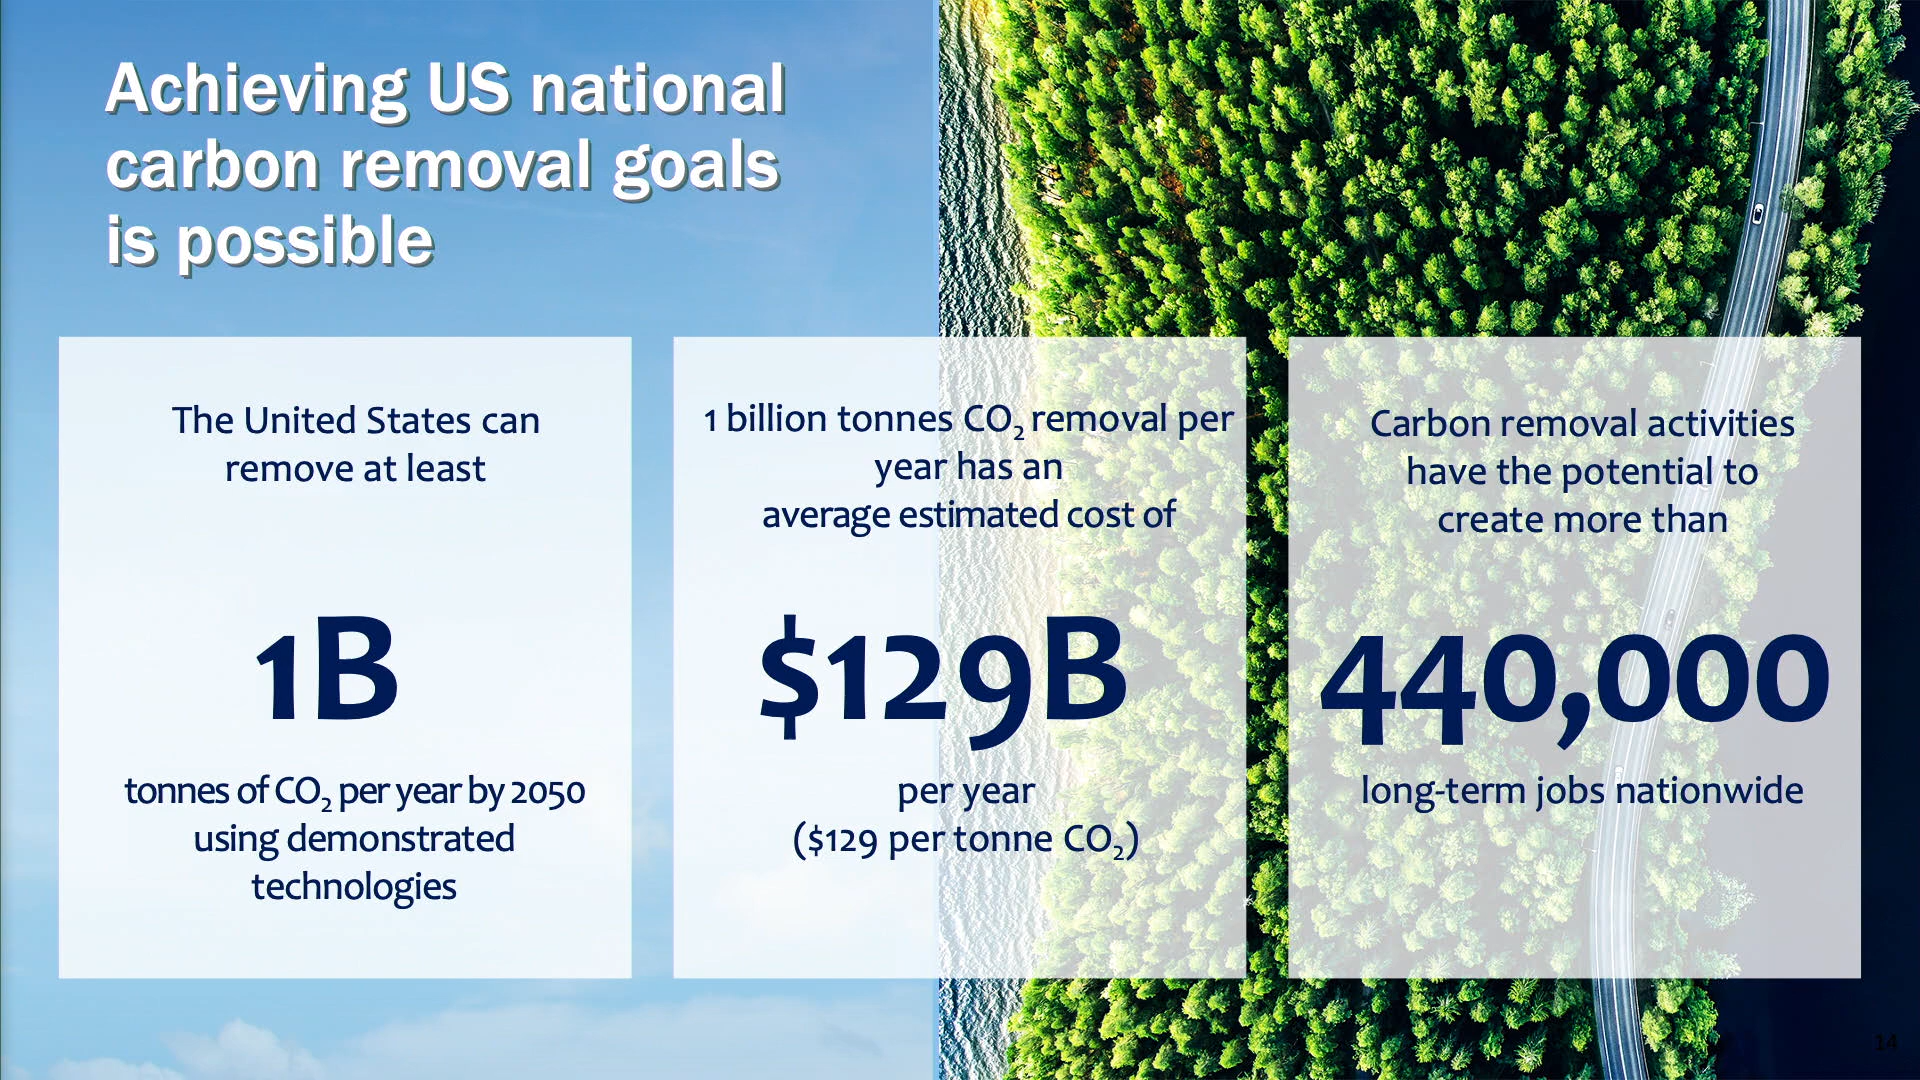 Achieving US national
carbon removal goals
is possible
The United States can
remove at least
1B
tonnes of CO₂ per year by 2050
using demonstrated
technologies
1 billion tonnes CO₂ removal per
year has an
average estimated cost of
$129B
per year
($129 per tonne CO₂)
Carbon removal activities
have the potential to
create more than
440,000
long-term jobs nationwide
14